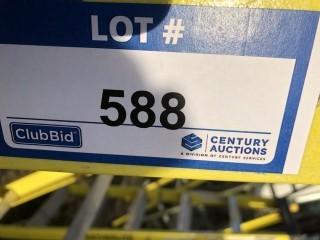 LOT #
588
ClubBid
CENTURY
AUCTIONS
A DIVISION OF CENTURY SERVICES